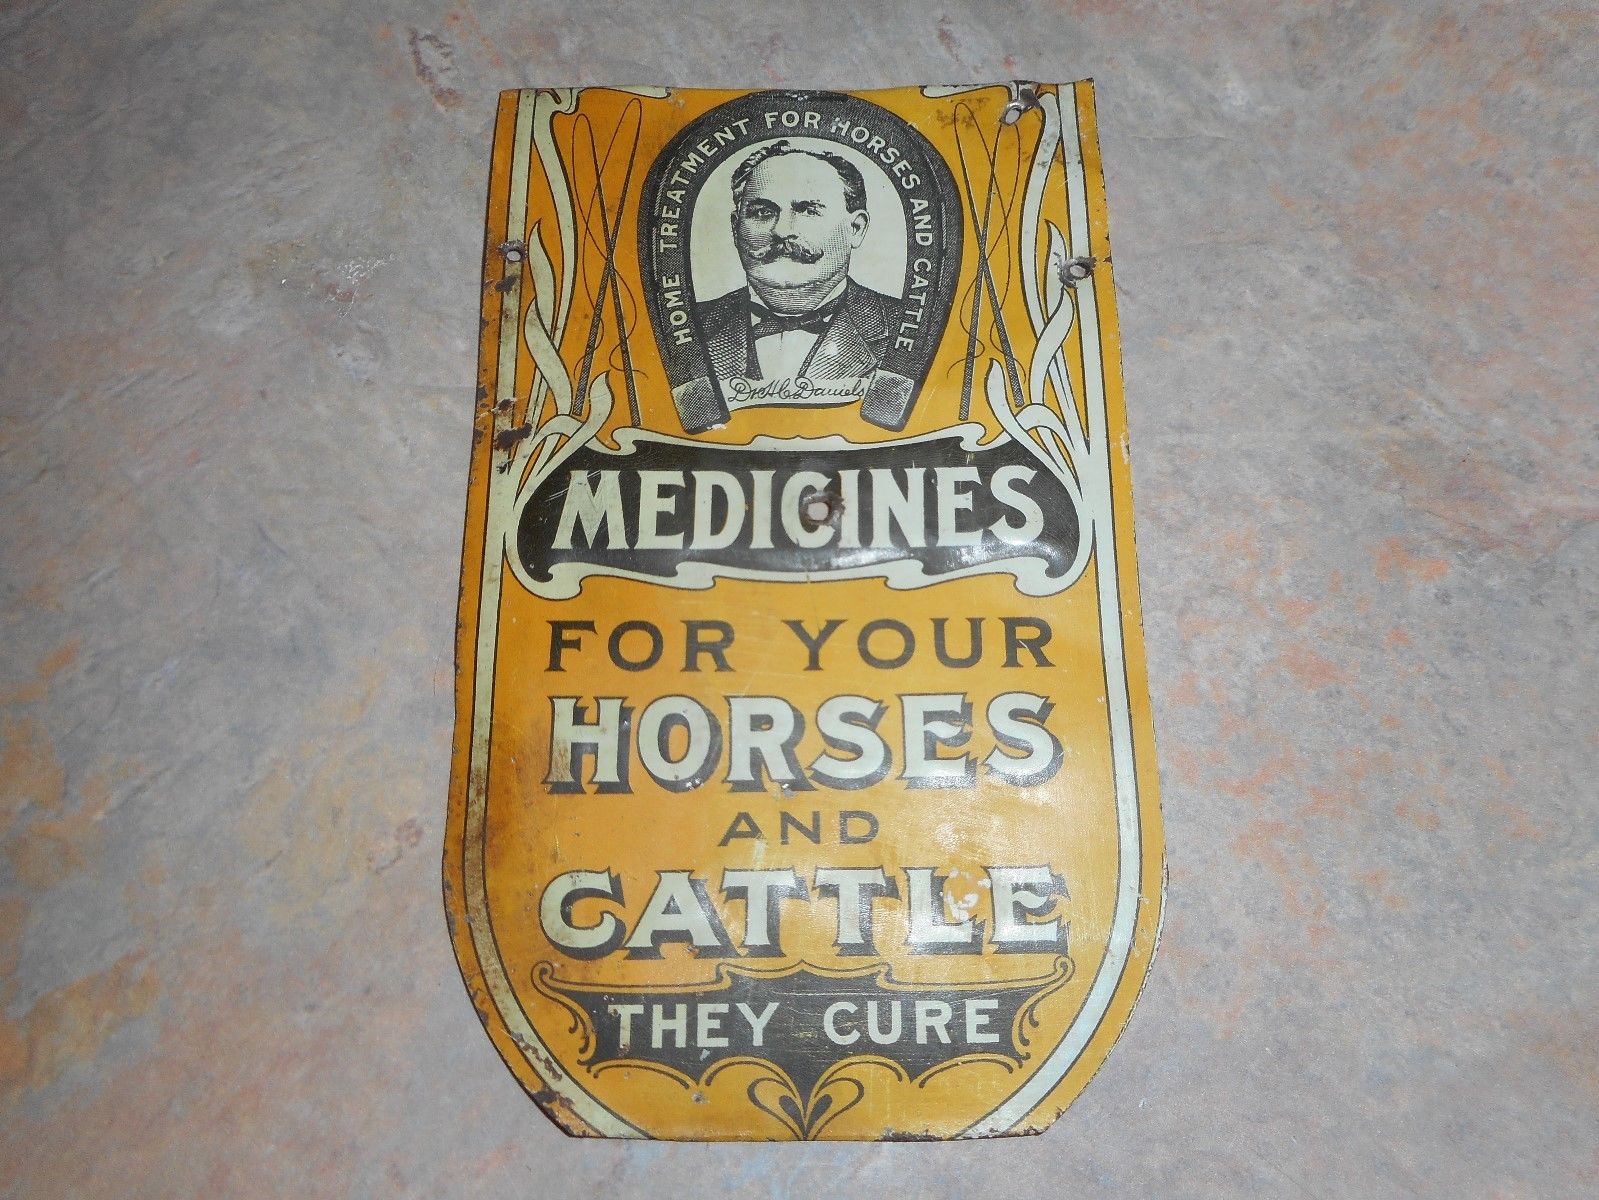 HOME TREATMENT FOR HORSES AND CATTLE
Dr A C Daniels
MEDICINES
FOR YOUR
HORSES
AND
CATTLE
THEY CURE